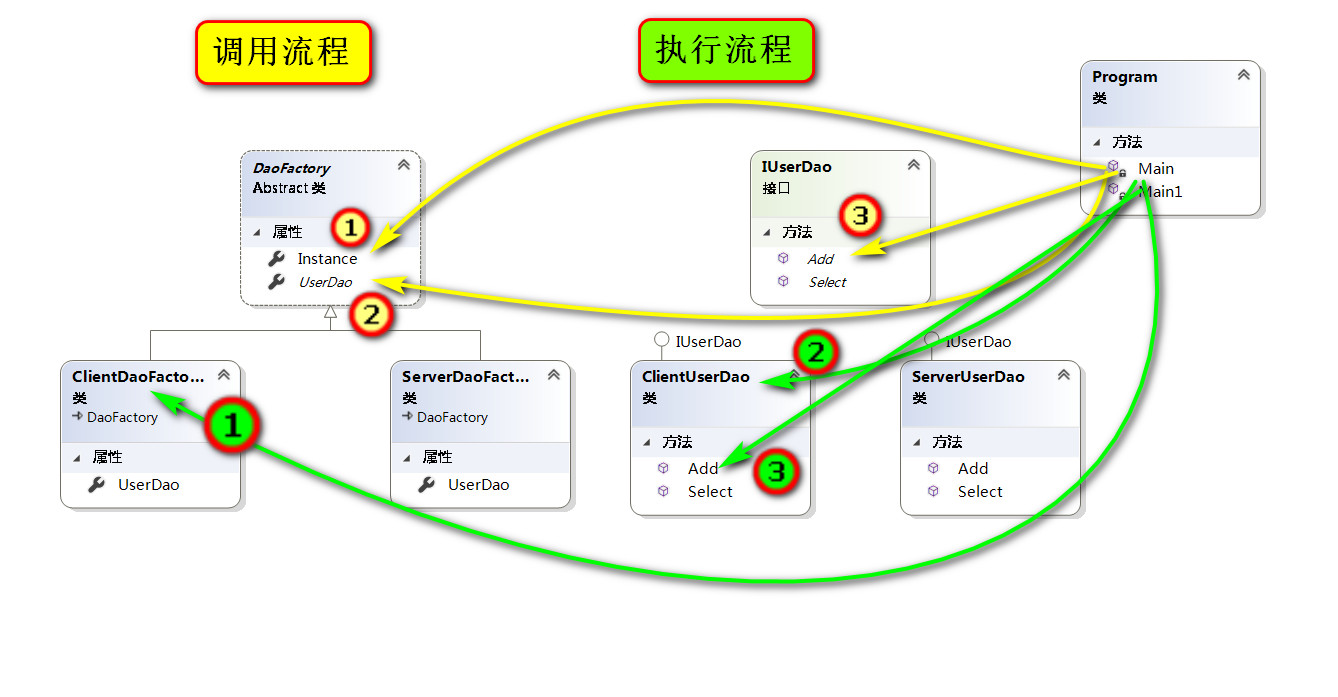 调用流程
执行流程
Program
类
方法
Main
Main1
DaoFactory
Abstract 类
属性
Instance
UserDao
1
2
IUserDao
接口
方法
Add
Select
3
ClientDaoFacto...
类
DaoFactory
属性
UserDao
1
ServerDaoFact...
类
DaoFactory
属性
UserDao
IUserDao
ClientUserDao
类
方法
Add
Select
2
3
IUserDao
ServerUserDao
类
方法
Add
Select